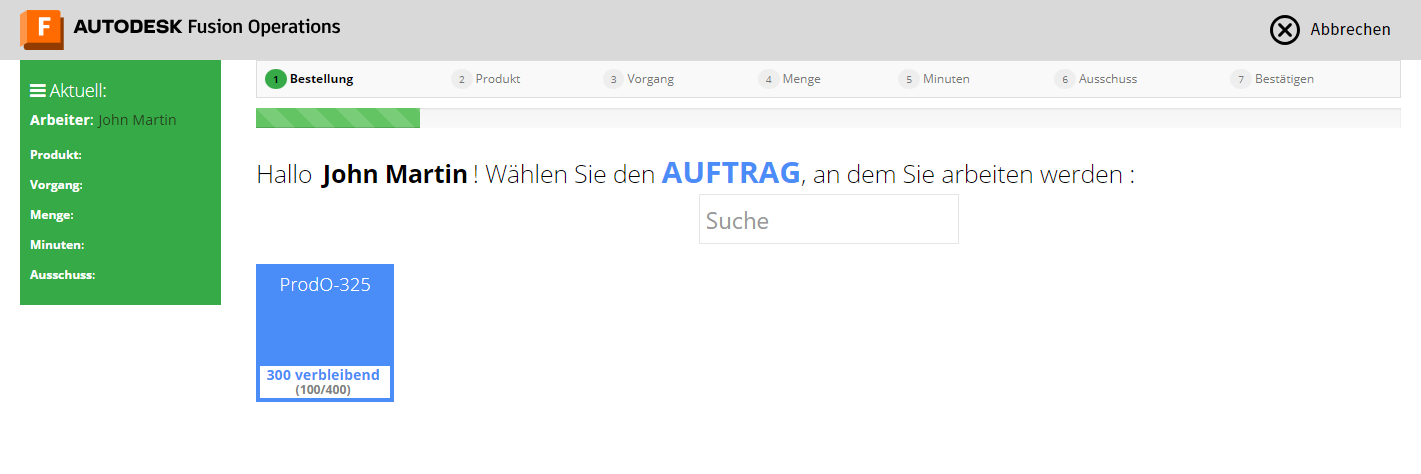 F AUTODESK Fusion Operations
Abbrechen
Aktuell:
Arbeiter: John Martin
Produkt:
Vorgang:
Menge:
Minuten:
Ausschuss:
1 Bestellung 2 Produkt 3 Vorgang 4 Menge 5 Minuten 6 Ausschuss 7 Bestätigen
Hallo John Martin ! Wählen Sie den AUFTRAG, an dem Sie arbeiten werden :
Suche
ProdO-325
300 verbleibend
(100/400)